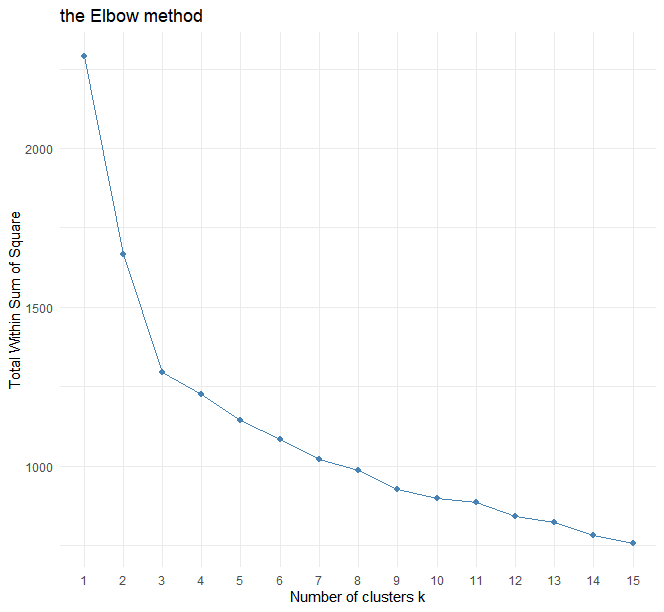 the Elbow method
Total Within Sum of Square
2000
1500
1000
1 2 3 4 5 6 7 8 9 10 11 12 13 14 15
Number of clusters k